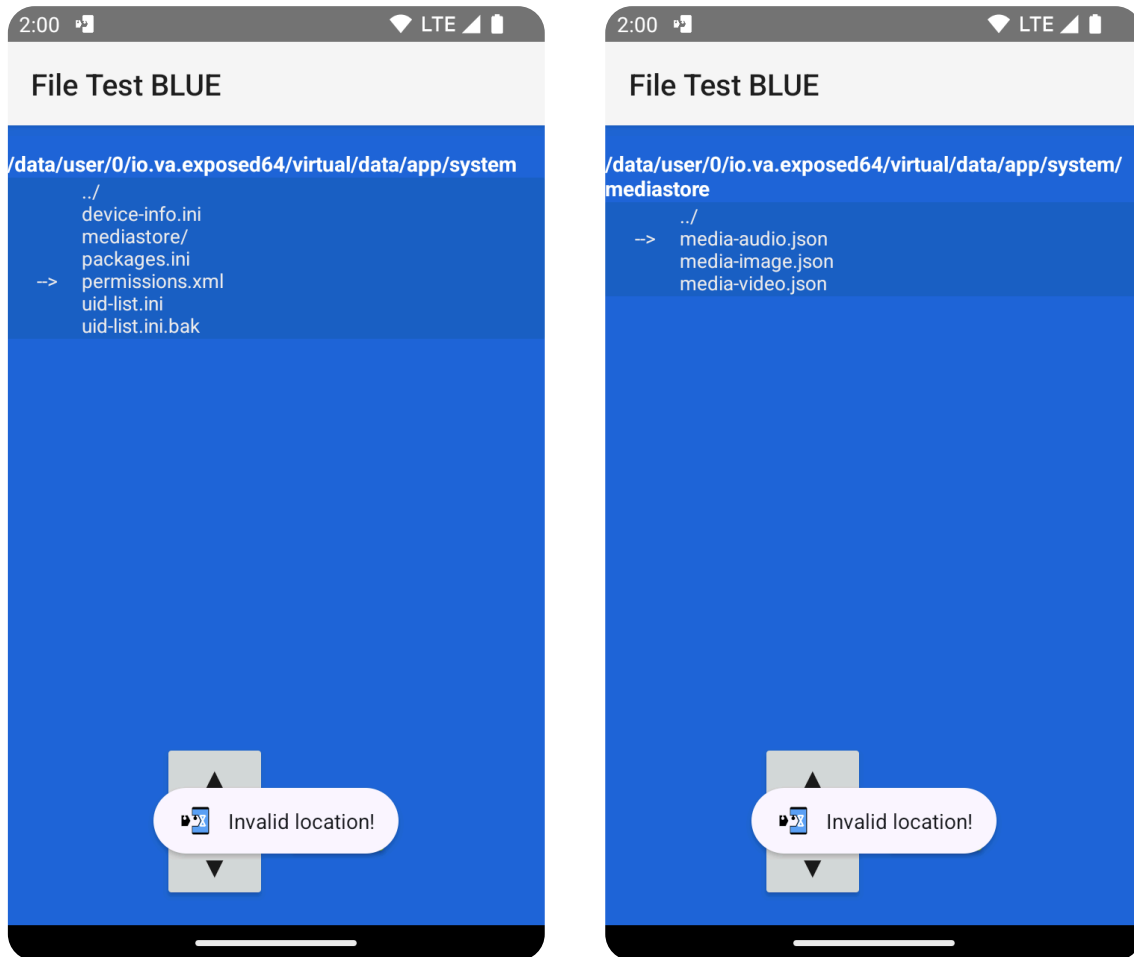 2:00 LTE
File Test BLUE
/data/user/0/io.va.exposed64/virtual/data/app/system
../
device-info.ini
mediastore/
packages.ini
--> permissions.xml
uid-list.ini
uid-list.ini.bak
Invalid location!
2:00 LTE
File Test BLUE
/data/user/0/io.va.exposed64/virtual/data/app/system/
mediastore
../
--> media-audio.json
media-image.json
media-video.json
Invalid location!